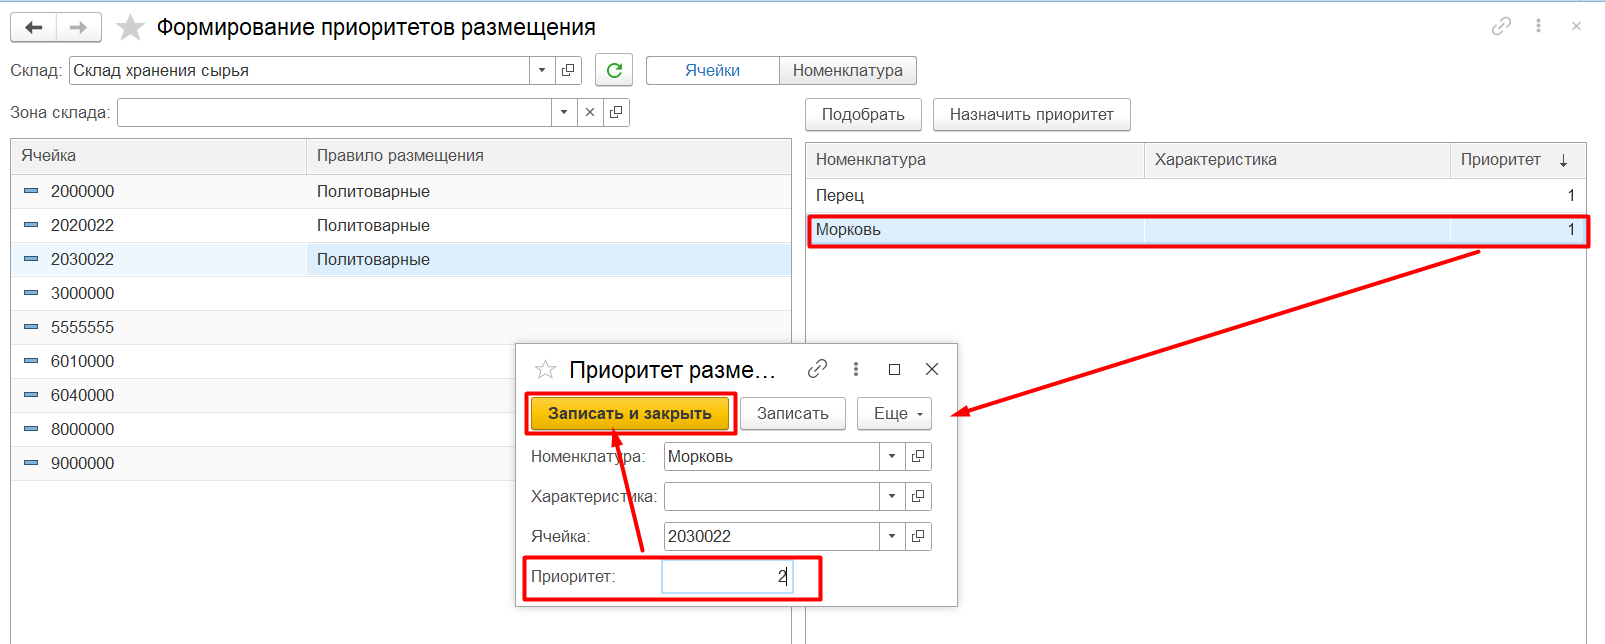 Формирование приоритетов размещения
Склад: Склад хранения сырья Ячейки Номенклатура
Зона склада:
Подобрать Назначить приоритет
Ячейка Правило размещения
2000000 Политоварные
2020022 Политоварные
2030022 Политоварные
3000000
5555555
6010000
6040000
8000000
9000000
Номенклатура Характеристика Приоритет ↓
Перец 1
Морковь 1
Приоритет разме...
Записать и закрыть Записать Еще
Номенклатура: Морковь
Характеристика:
Ячейка: 2030022
Приоритет: 2